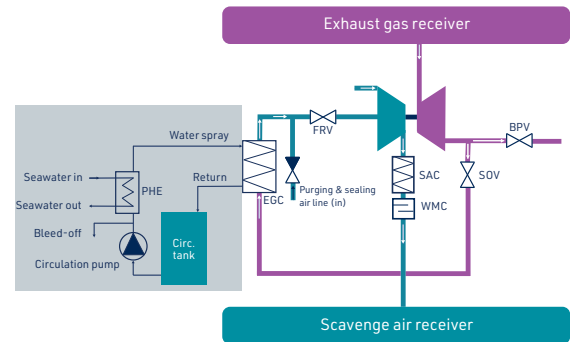 Exhaust gas receiver
BPV
FRV
Water spray
Seawater in
PHE
Return
SAC
SOV
Purging & sealing
air line (in)
EGC
Seawater out
WMC
Bleed-off
Circ.
tank
Circulation pump
Scavenge air receiver